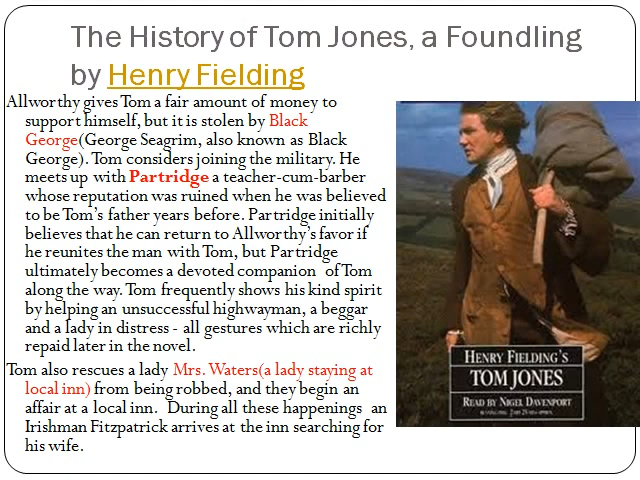 The History of Tom Jones, a Foundling
by Henry Fielding
Allworthy gives Tom a fair amount of money to
support himself, but it is stolen by Black
George(George Seagrim, also known as Black
George). Tom considers joining the military. He
meets up with Partridge a teacher-cum-barber
whose reputation was ruined when he was believed
to be Tom's father years before. Partridge initially
believes that he can return to Allworthy's favor if
he reunites the man with Tom, but Partridge
ultimately becomes a devoted companion of Tom
along the way. Tom frequently shows his kind spirit
by helping an unsuccessful highwayman, a beggar
and a lady in distress - all gestures which are richly
repaid later in the novel.
Tom also rescues a lady Mrs. Waters(a lady staying at
local inn) from being robbed, and they begin an
affair at a local inn. During all these happenings an
Irishman Fitzpatrick arrives at the inn searching for
his wife.
HENRY FIELDING'S
TOM JONES
READ BY NIGEL DAVENPORT